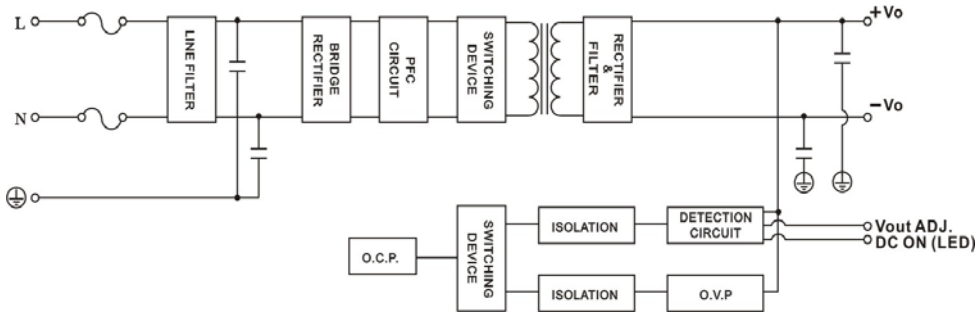 L
N
LINE FILTER
BRIDGE
RECTIFIER
PFC
CIRCUIT
SWITCHING
DEVICE
RECTIFIER
&
FILTER
+Vo
−Vo
O.C.P.
SWITCHING
DEVICE
ISOLATION
DETECTION
CIRCUIT
Vout ADJ.
DC ON (LED)
ISOLATION
O.V.P